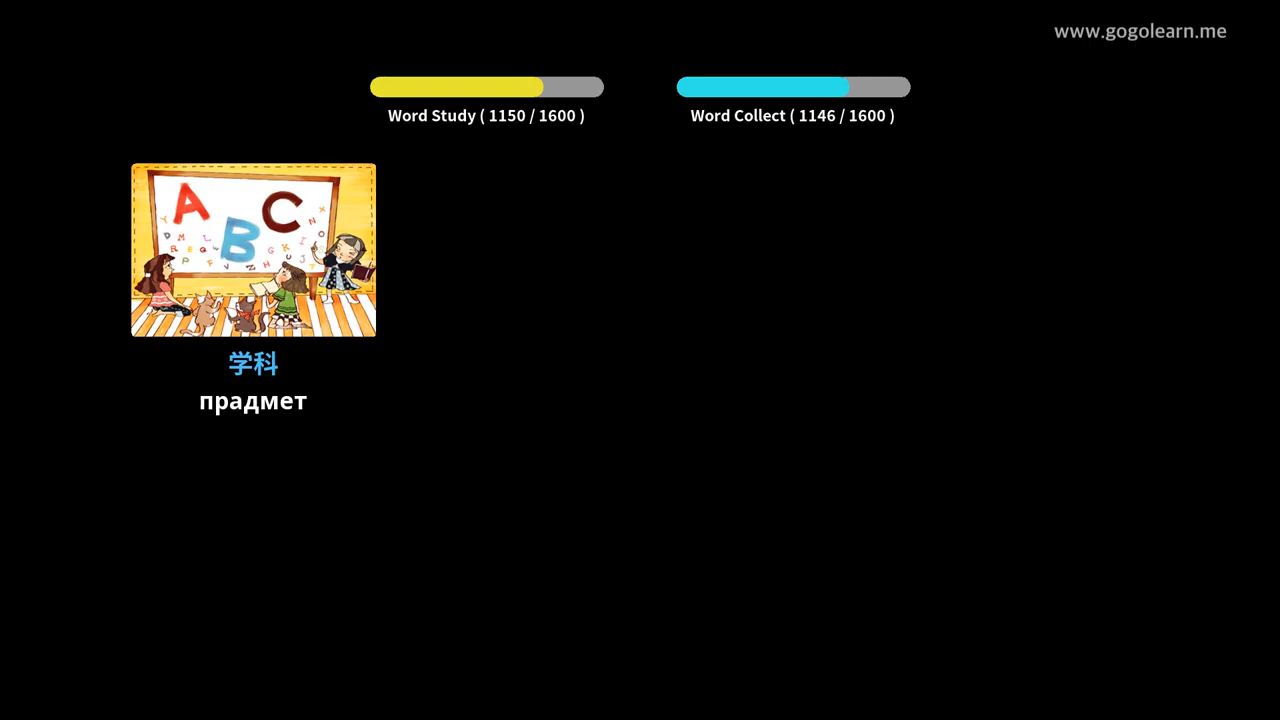 www.gogolearn.me
Word Study ( 1150 / 1600 )
Word Collect ( 1146 / 1600 )
A
B
C
学科
прадмет